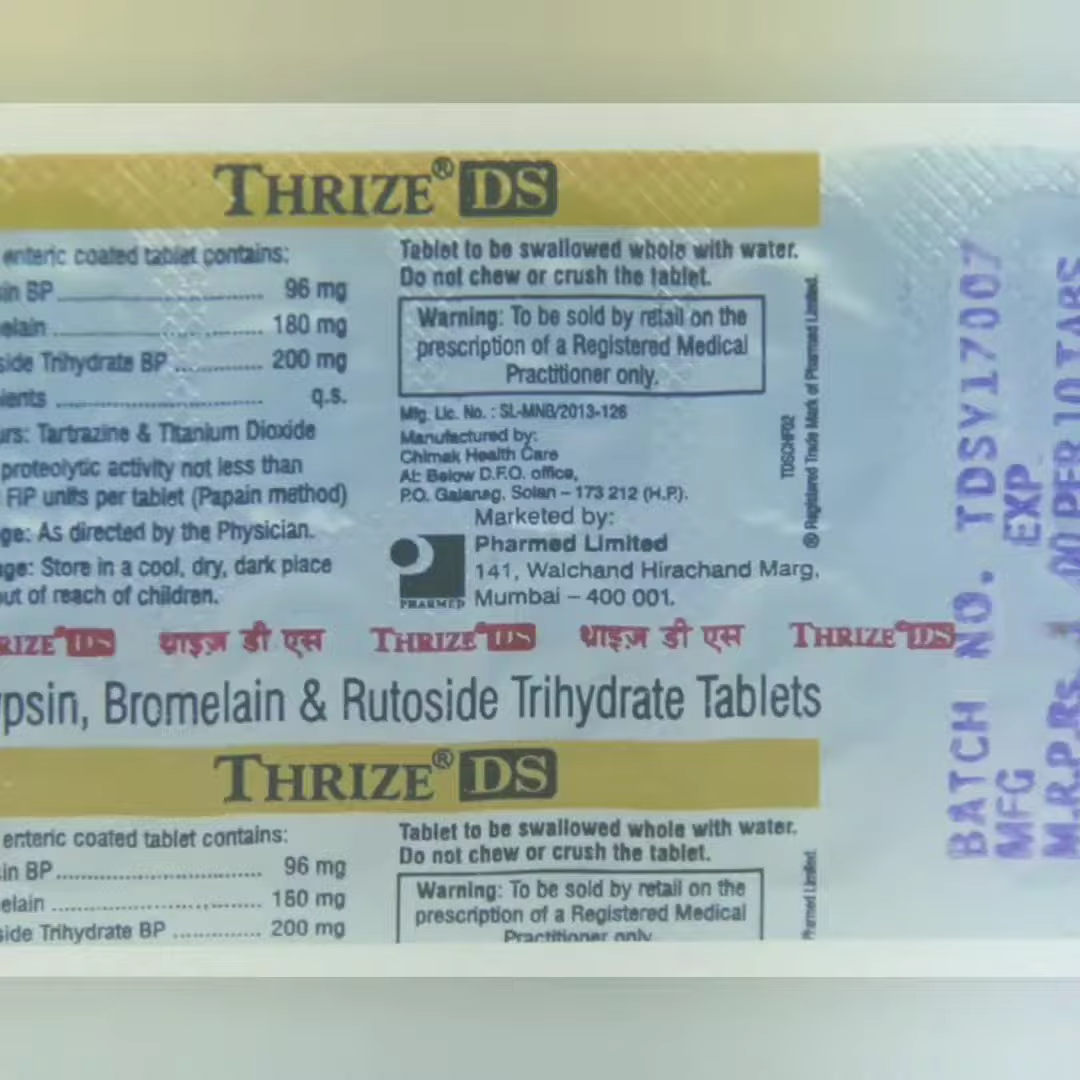 THRIZE® DS
enteric coated tablet contains:
in BP 96 mg
elain 180 mg
side Trihydrate BP 200 mg
ients q.s.
urs: Tartrazine & Titanium Dioxide
proteolytic activity not less than
FIP units per tablet (Papain method)
ge: As directed by the Physician.
age: Store in a cool, dry, dark place
out of reach of children.
Tablet to be swallowed whole with water.
Do not chew or crush the tablet.
Warning: To be sold by retail on the
prescription of a Registered Medical
Practitioner only.
Mfg. Lic. No. : SL-MNB/2013-126
Manufactured by:
Chimak Health Care
At: Below D.F.O. office,
P.O. Galanag, Solan – 173 212 (H.P.).
Marketed by:
Pharmed Limited
141, Walchand Hirachand Marg,
Mumbai – 400 001.
PHARMED
TDSCHF02
® Registered Trade Mark of Pharmed Limited.
RIZE® DS थ्राइज़ डी एस THRIZE® DS थ्राइज़ डी एस THRIZE® DS
ypsin, Bromelain & Rutoside Trihydrate Tablets
THRIZE® DS
enteric coated tablet contains:
in BP 96 mg
elain 180 mg
side Trihydrate BP 200 mg
Tablet to be swallowed whole with water.
Do not chew or crush the tablet.
Warning: To be sold by retail on the
prescription of a Registered Medical
Practitioner only.
Pharmed Limited.
BATCH NO. TDSY17007
MFG EXP
M.R.P.Rs. PER 10 TABS